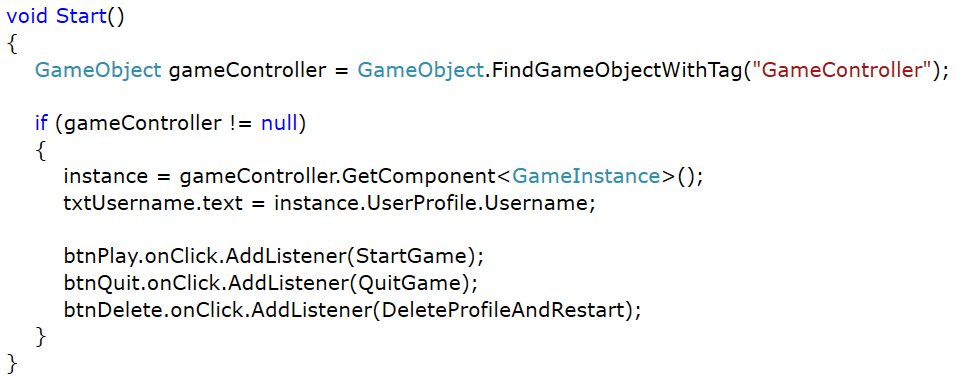 void Start()
{
GameObject gameController = GameObject.FindGameObjectWithTag("GameController");
if (gameController != null)
{
instance = gameController.GetComponent<GameInstance>();
txtUsername.text = instance.UserProfile.Username;
btnPlay.onClick.AddListener(StartGame);
btnQuit.onClick.AddListener(QuitGame);
btnDelete.onClick.AddListener(DeleteProfileAndRestart);
}
}